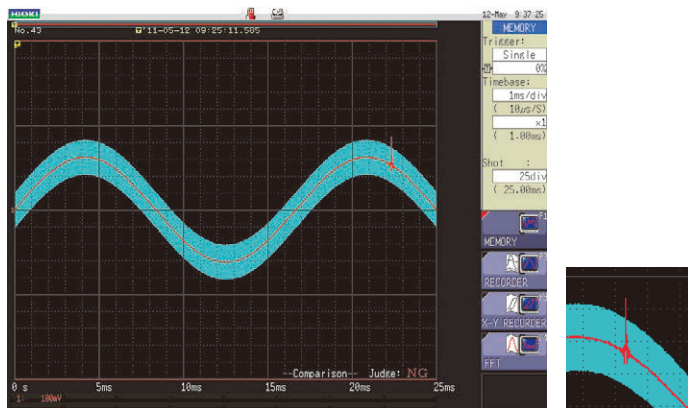 HIOKI
12-May 9:37:25
No.43 '11-05-12 09:25:11.505
MEMORY
Trigger:
Single
0%
Timebase:
1ms/div
( 10µs/S)
×1
( 1.00ms)
Shot :
25div
( 25.00ms)
F1
MEMORY
RECORDER
X-Y RECORDER
FFT
--Comparison-- Judge: NG
0 s 5ms 10ms 15ms 20ms 25ms
1: 100mV